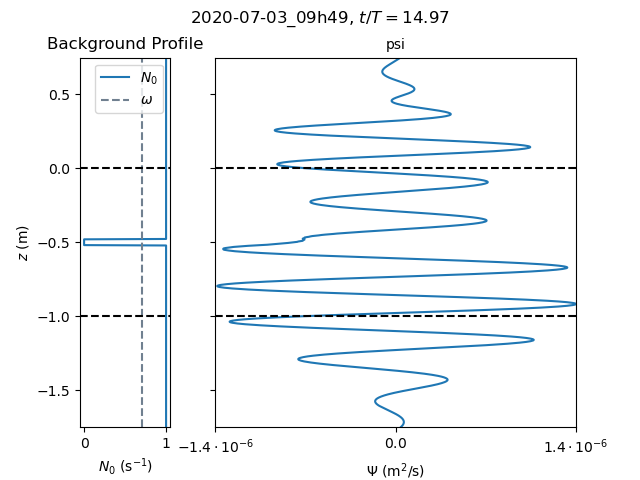 2020-07-03_09h49, t/T = 14.97
Background Profile
psi
N₀
ω
0.5
0.0
−0.5
−1.0
−1.5
z (m)
0
1
N₀ (s⁻¹)
−1.4 · 10⁻⁶
0.0
1.4 · 10⁻⁶
Ψ (m²/s)